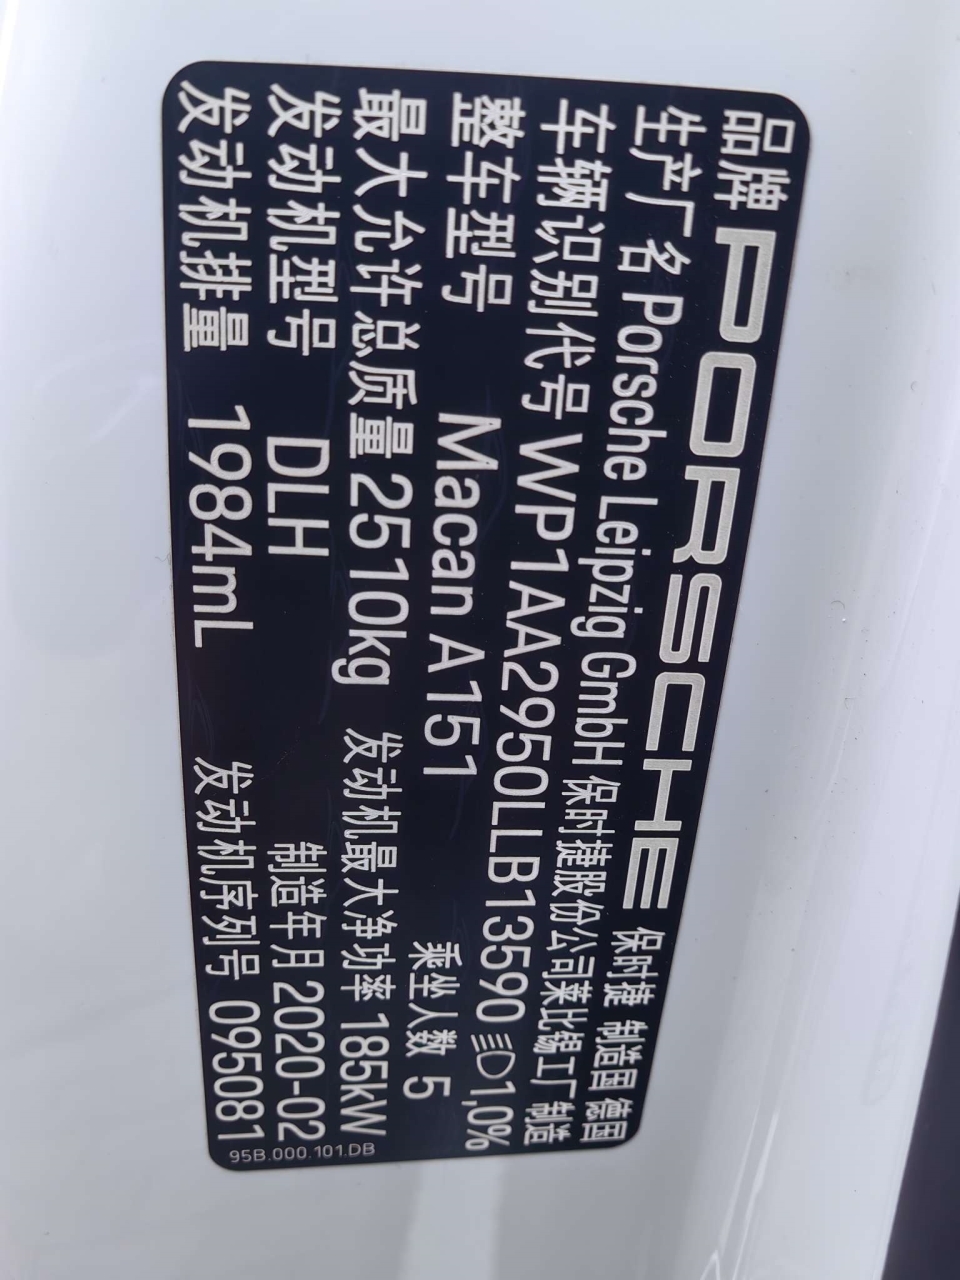 品牌 PORSCHE 保时捷 制造国 德国
生产厂名 Porsche Leipzig GmbH 保时捷股份公司莱比锡工厂 制造
车辆识别代号 WP1AA2950LLB13590 1,0%
整车型号 Macan A151 乘坐人数 5
最大允许总质量 2510kg 发动机最大净功率 185kW
发动机型号 DLH 制造年月 2020-02
发动机排量 1984mL 发动机序列号 095081
95B.000.101.DB